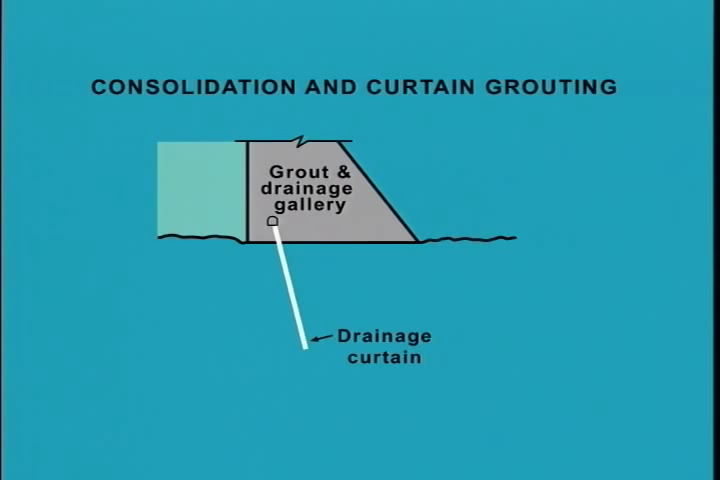 CONSOLIDATION AND CURTAIN GROUTING
Grout &
drainage
gallery
Drainage
curtain